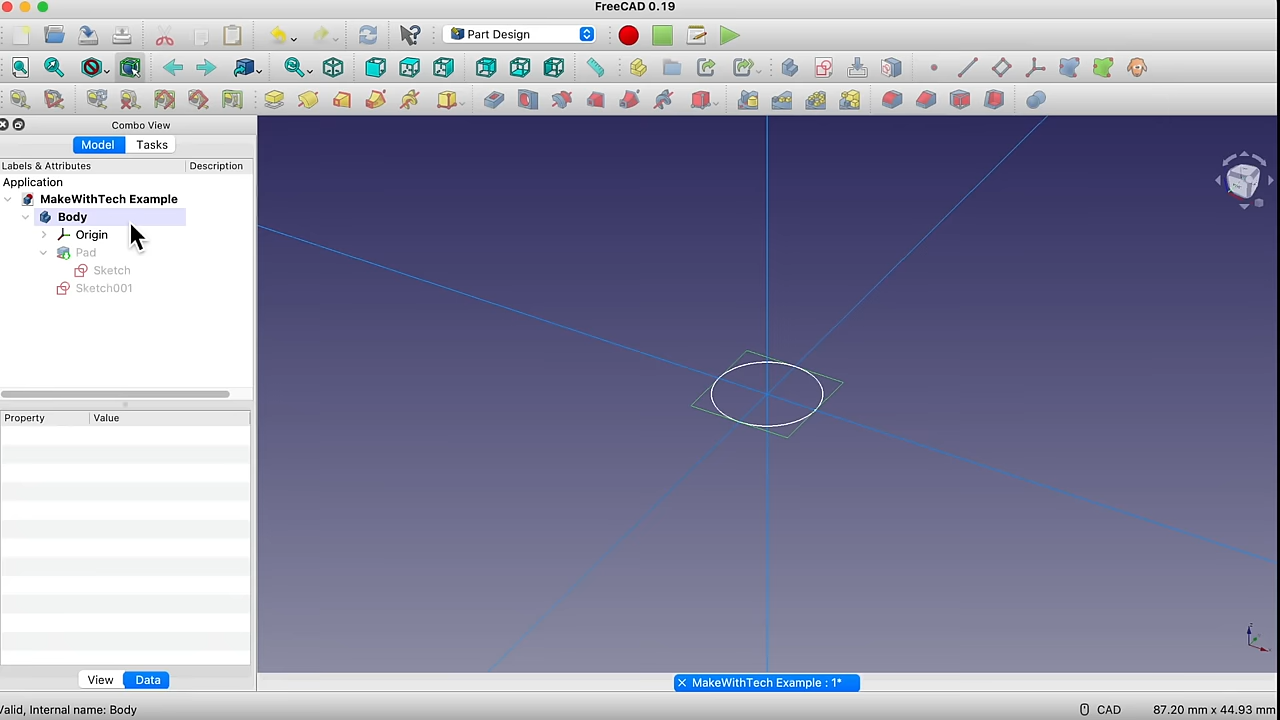 FreeCAD 0.19
Part Design
Combo View
Model Tasks
Labels & Attributes Description
Application
MakeWithTech Example
Body
Origin
Pad
Sketch
Sketch001
Property Value
View Data
MakeWithTech Example : 1*
Valid, Internal name: Body
CAD 87.20 mm x 44.93 mm